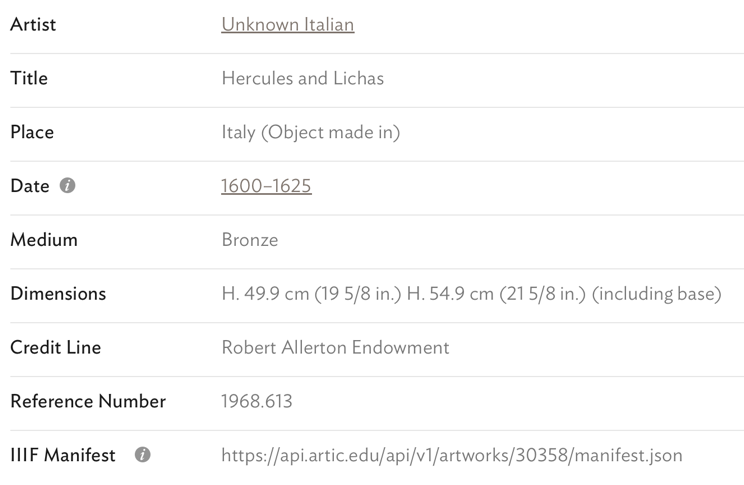 Artist Unknown Italian
Title Hercules and Lichas
Place Italy (Object made in)
Date i 1600–1625
Medium Bronze
Dimensions H. 49.9 cm (19 5/8 in.) H. 54.9 cm (21 5/8 in.) (including base)
Credit Line Robert Allerton Endowment
Reference Number 1968.613
IIIF Manifest i https://api.artic.edu/api/v1/artworks/30358/manifest.json